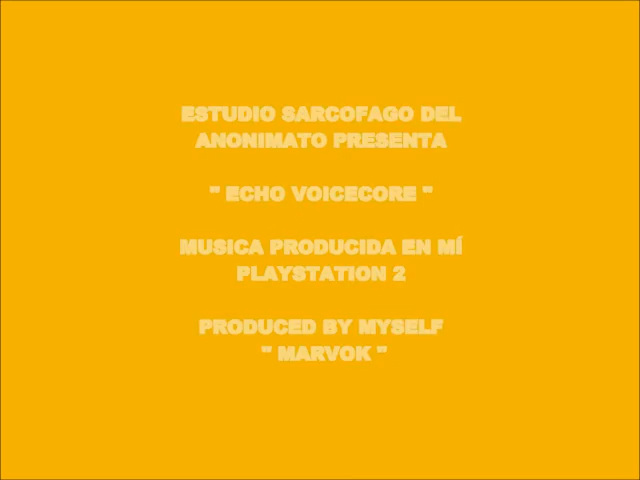 ESTUDIO SARCOFAGO DEL
ANONIMATO PRESENTA
" ECHO VOICECORE "
MUSICA PRODUCIDA EN MÍ
PLAYSTATION 2
PRODUCED BY MYSELF
" MARVOK "